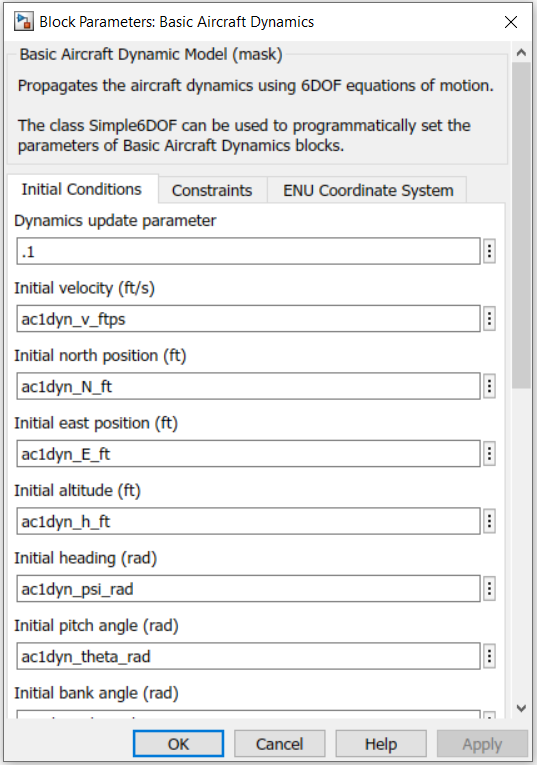 Block Parameters: Basic Aircraft Dynamics
Basic Aircraft Dynamic Model (mask)
Propagates the aircraft dynamics using 6DOF equations of motion.
The class Simple6DOF can be used to programmatically set the
parameters of Basic Aircraft Dynamics blocks.
Initial Conditions Constraints ENU Coordinate System
Dynamics update parameter
.1
Initial velocity (ft/s)
ac1dyn_v_ftps
Initial north position (ft)
ac1dyn_N_ft
Initial east position (ft)
ac1dyn_E_ft
Initial altitude (ft)
ac1dyn_h_ft
Initial heading (rad)
ac1dyn_psi_rad
Initial pitch angle (rad)
ac1dyn_theta_rad
Initial bank angle (rad)
OK Cancel Help Apply